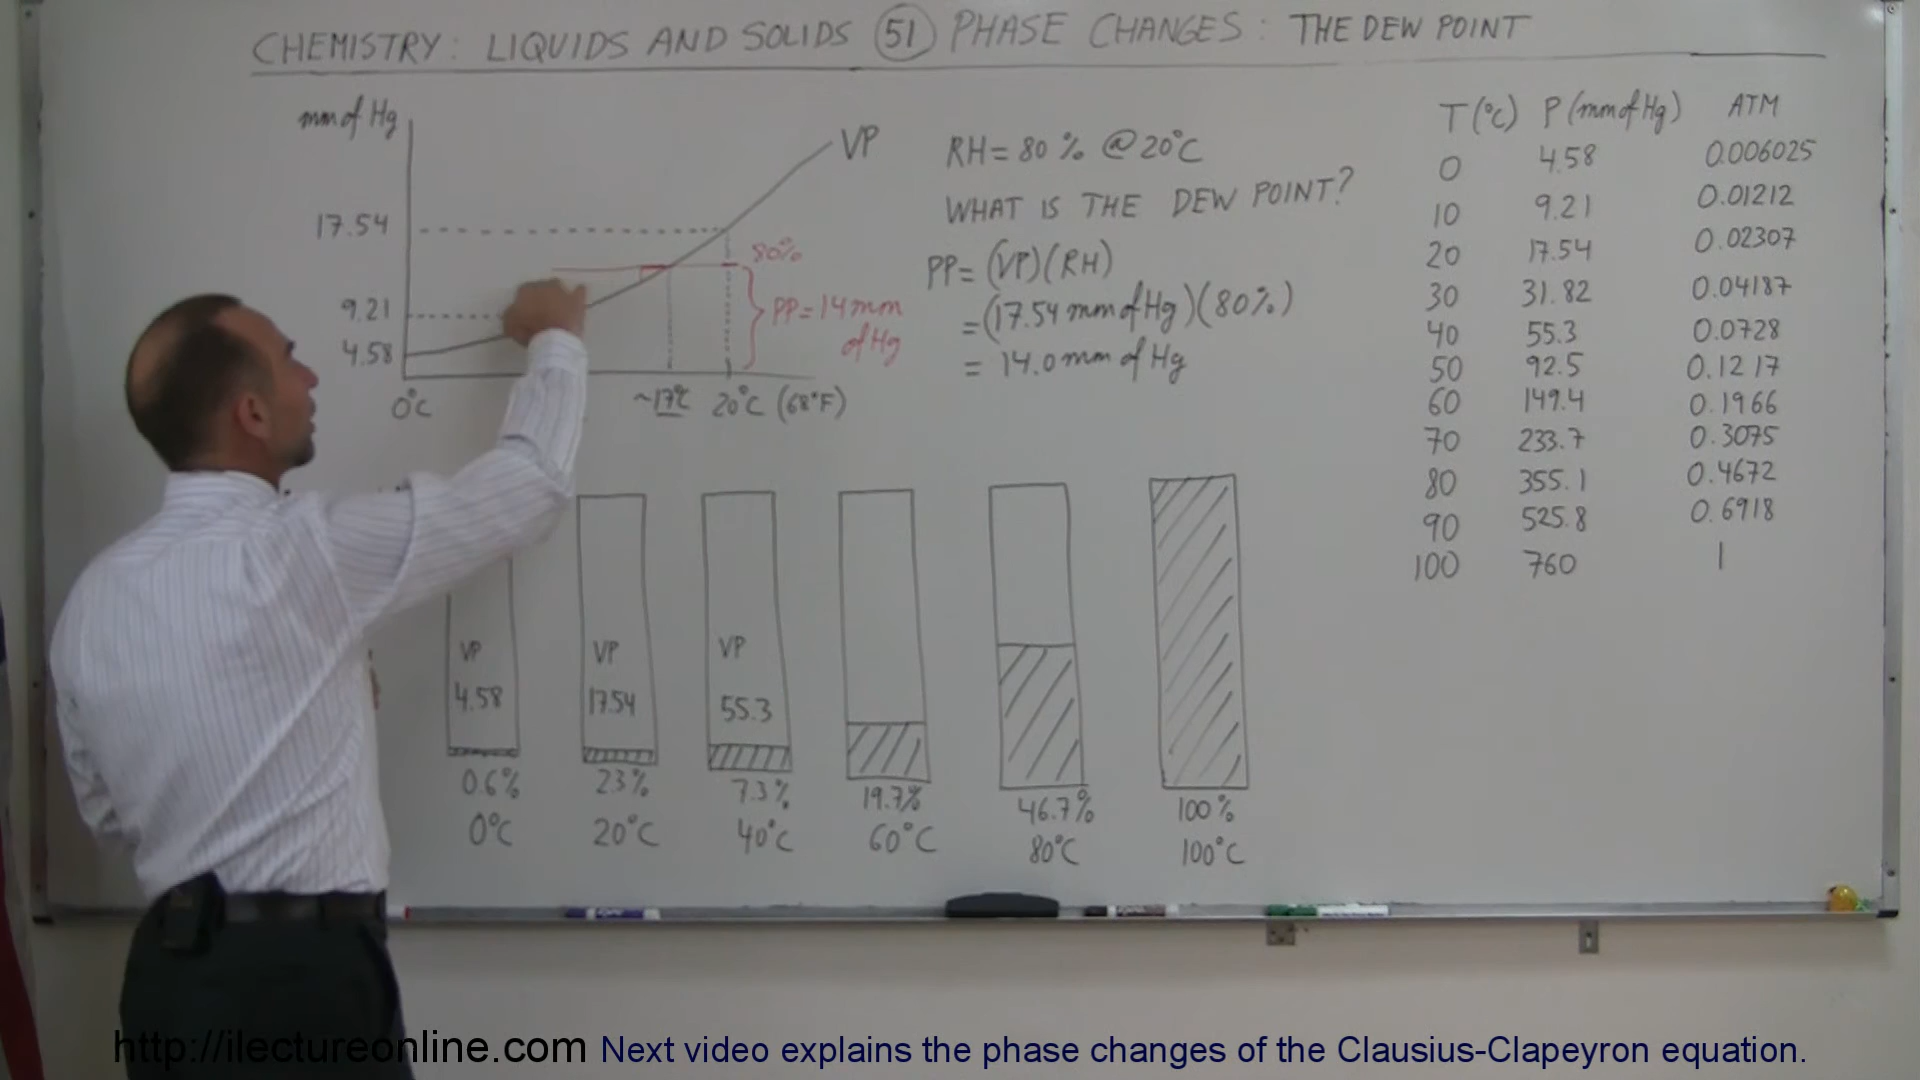 CHEMISTRY: LIQUIDS AND SOLIDS 51 PHASE CHANGES: THE DEW POINT
mm of Hg
VP
17.54
80%
PP=14mm
of Hg
9.21
4.58
0°C
~17°C
20°C (68°F)
RH=80% @20°C
WHAT IS THE DEW POINT?
PP=(VP)(RH)
=(17.54 mm of Hg)(80%)
= 14.0 mm of Hg
T(°C) P(mm of Hg) ATM
0 4.58 0.006025
10 9.21 0.01212
20 17.54 0.02307
30 31.82 0.04187
40 55.3 0.0728
50 92.5 0.1217
60 149.4 0.1966
70 233.7 0.3075
80 355.1 0.4672
90 525.8 0.6918
100 760 1
VP VP VP
4.58 17.54 55.3
0.6% 2.3% 7.3% 19.7% 46.7% 100%
0°C 20°C 40°C 60°C 80°C 100°C
http://ilectureonline.com Next video explains the phase changes of the Clausius-Clapeyron equation.